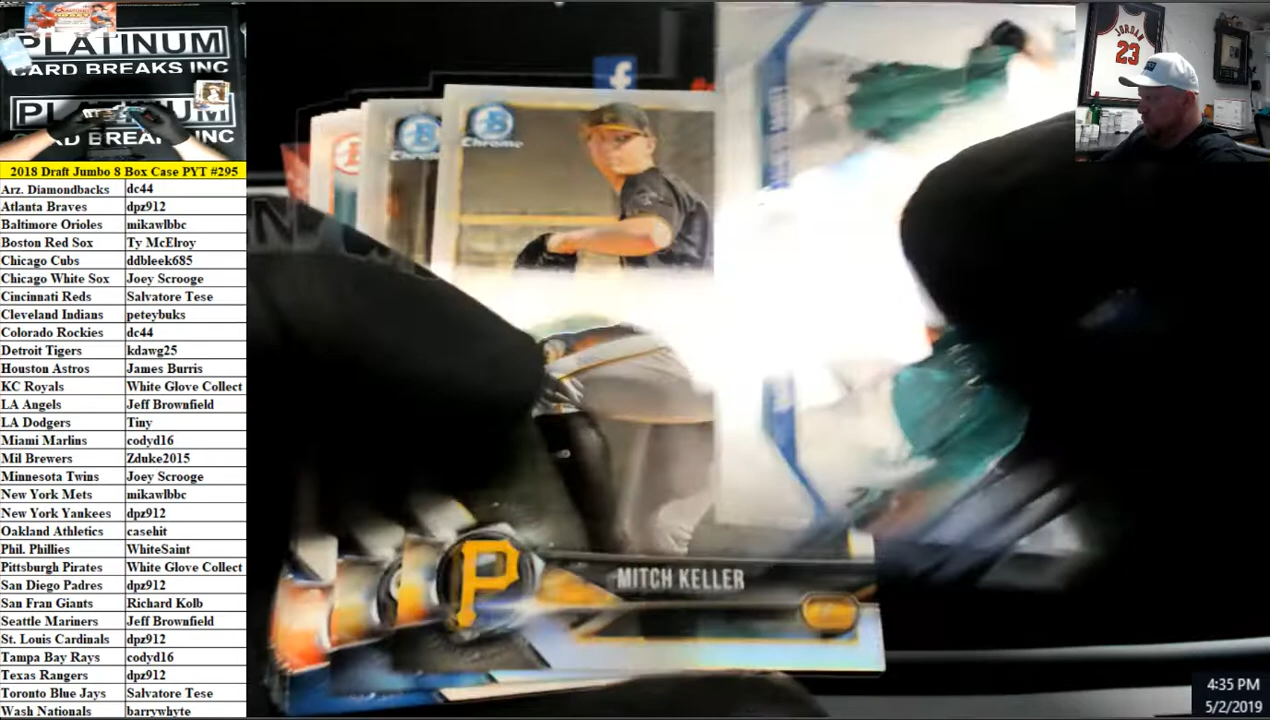 PLATINUM
CARD BREAKS INC
PLATINUM
CARD BREAKS INC
2018 Draft Jumbo 8 Box Case PYT #295
Arz. Diamondbacks dc44
Atlanta Braves dpz912
Baltimore Orioles mikawlbbc
Boston Red Sox Ty McElroy
Chicago Cubs ddbleek685
Chicago White Sox Joey Scrooge
Cincinnati Reds Salvatore Tese
Cleveland Indians peteybuks
Colorado Rockies dc44
Detroit Tigers kdawg25
Houston Astros James Burris
KC Royals White Glove Collect
LA Angels Jeff Brownfield
LA Dodgers Tiny
Miami Marlins codyd16
Mil Brewers Zduke2015
Minnesota Twins Joey Scrooge
New York Mets mikawlbbc
New York Yankees dpz912
Oakland Athletics casehit
Phil. Phillies WhiteSaint
Pittsburgh Pirates White Glove Collect
San Diego Padres dpz912
San Fran Giants Richard Kolb
Seattle Mariners Jeff Brownfield
St. Louis Cardinals dpz912
Tampa Bay Rays codyd16
Texas Rangers dpz912
Toronto Blue Jays Salvatore Tese
Wash Nationals barrywhyte
B
Chrome
B
Chrome
P
MITCH KELLER
JORDAN
23
4:35 PM
5/2/2019